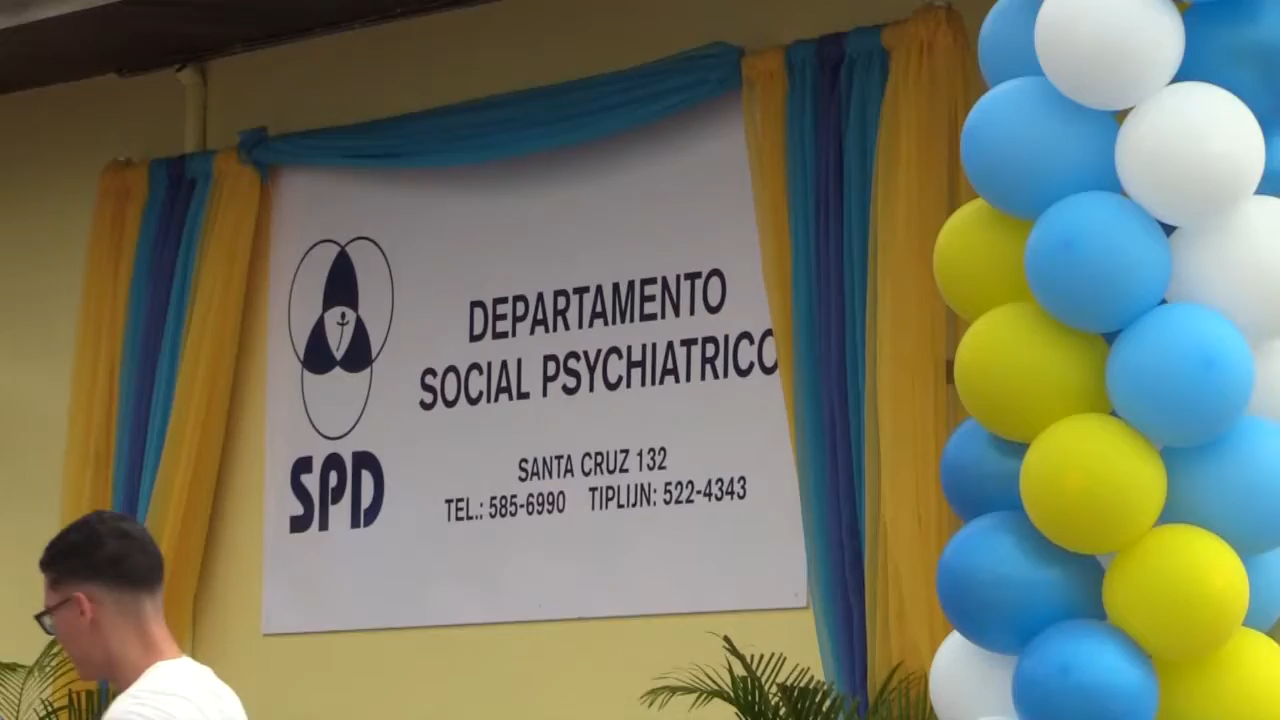 DEPARTAMENTO
SOCIAL PSYCHIATRICO
SPD
SANTA CRUZ 132
TEL.: 585-6990 TIPLIJN: 522-4343